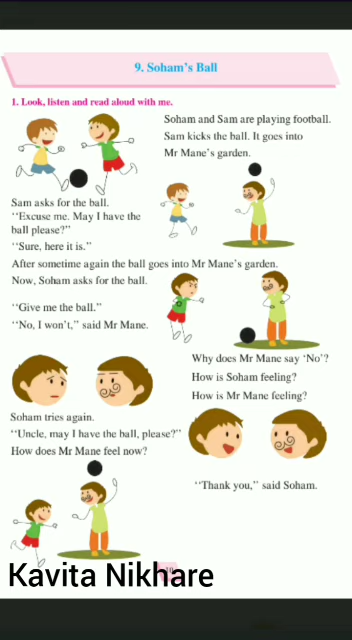 9. Soham's Ball
1. Look, listen and read aloud with me.
Soham and Sam are playing football.
Sam kicks the ball. It goes into
Mr Mane's garden.
Sam asks for the ball.
"Excuse me. May I have the
ball please?"
"Sure, here it is."
After sometime again the ball goes into Mr Mane's garden.
Now, Soham asks for the ball.
"Give me the ball."
"No, I won't," said Mr Mane.
Why does Mr Mane say 'No'?
How is Soham feeling?
How is Mr Mane feeling?
Soham tries again.
"Uncle, may I have the ball, please?"
How does Mr Mane feel now?
"Thank you," said Soham.
Kavita Nikhare